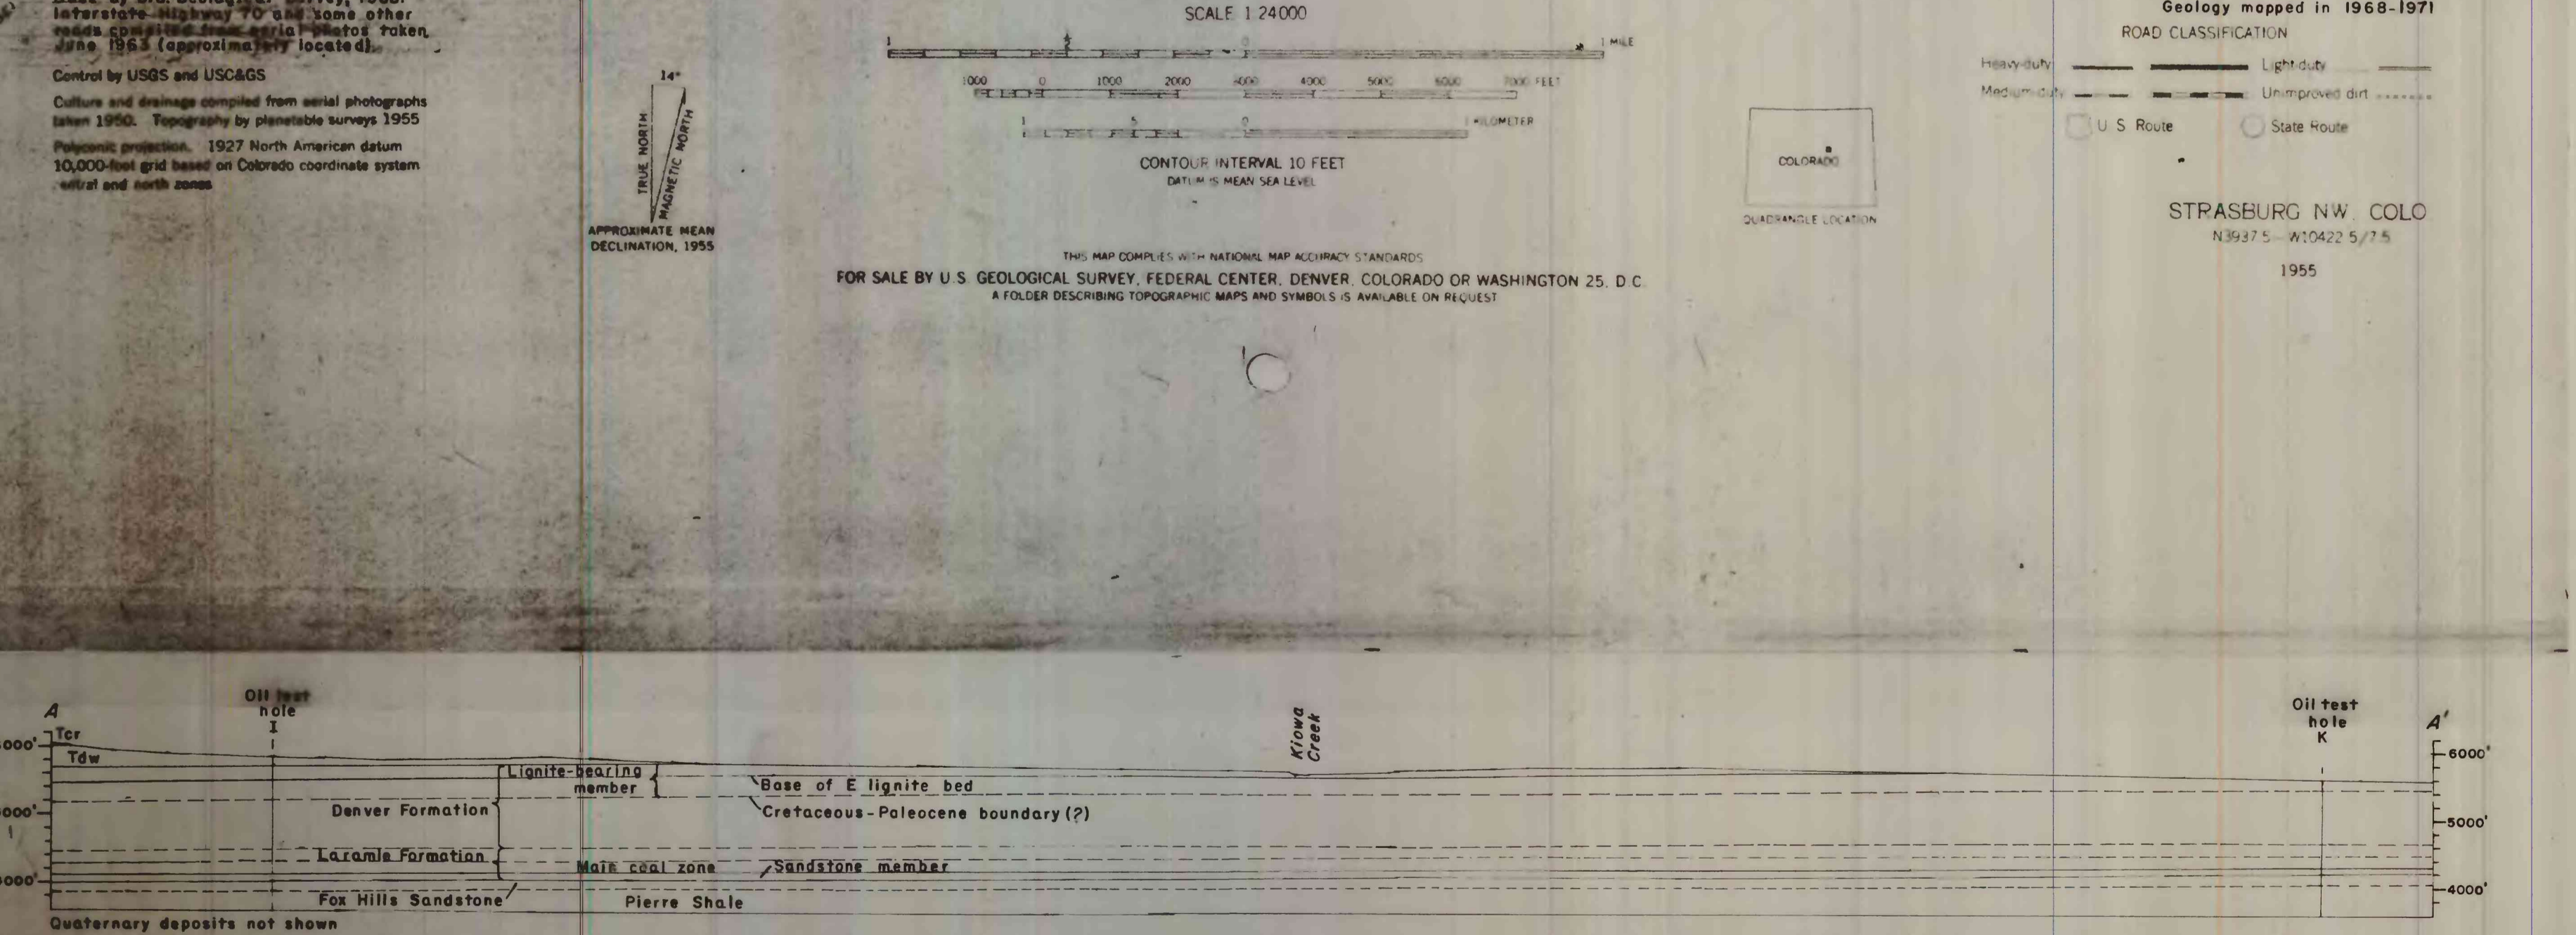 Interstate Highway 70 and some other
roads compiled from aerial photos taken
June 1963 (approximately located).
Control by USGS and USC&GS
Culture and drainage compiled from aerial photographs
taken 1950. Topography by planetable surveys 1955
Polyconic projection. 1927 North American datum
10,000-foot grid based on Colorado coordinate system
and north zones
14°
TRUE NORTH
MAGNETIC NORTH
APPROXIMATE MEAN
DECLINATION, 1955
SCALE 1 24000
1 0 1 MILE
1000 0 1000 2000 4000 5000 6000 7000 FEET
1 5 0 KILOMETER
CONTOUR INTERVAL 10 FEET
DATUM IS MEAN SEA LEVEL
THIS MAP COMPLIES WITH NATIONAL MAP ACCURACY STANDARDS
FOR SALE BY U.S. GEOLOGICAL SURVEY, FEDERAL CENTER, DENVER, COLORADO OR WASHINGTON 25, D.C.
A FOLDER DESCRIBING TOPOGRAPHIC MAPS AND SYMBOLS IS AVAILABLE ON REQUEST
COLORADO
QUADRANGLE LOCATION
Geology mapped in 1968-1971
ROAD CLASSIFICATION
Heavy-duty Light-duty
Medium-duty Unimproved dirt
U.S. Route State Route
STRASBURG NW. COLO
N3937.5-W10422.5/7.5
1955
A
Oil test
hole
I
Kiowa
Creek
Oil test
hole
K
A'
Tcr
Tdw
Lignite-bearing
member
Base of E lignite bed
Denver Formation
Cretaceous-Paleocene boundary (?)
Laramie Formation
Main coal zone
Sandstone member
Fox Hills Sandstone
Pierre Shale
6000'
5000'
4000'
Quaternary deposits not shown